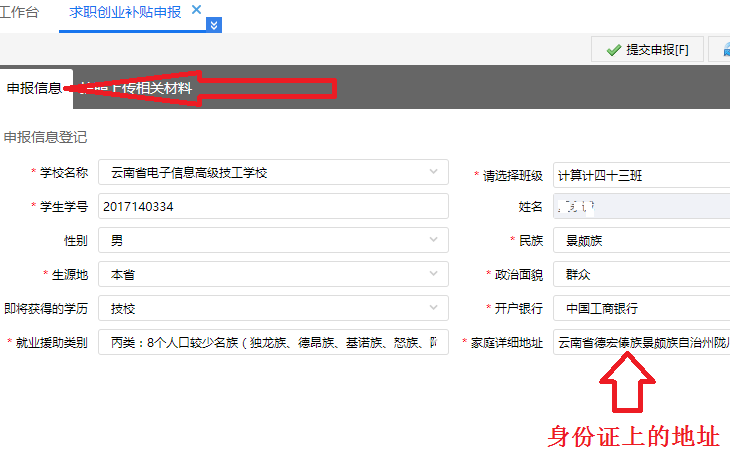 工作台
求职创业补贴申报
提交申报[F]
申报信息
上传相关材料
申报信息登记
* 学校名称 云南省电子信息高级技工学校
* 请选择班级 计算计四十三班
* 学生学号 2017140334
姓名
性别 男
* 民族 景颇族
* 生源地 本省
* 政治面貌 群众
即将获得的学历 技校
* 开户银行 中国工商银行
* 就业援助类别 丙类：8个人口较少名族（独龙族、德昂族、基诺族、怒族、阿
* 家庭详细地址 云南省德宏傣族景颇族自治州陇川
身份证上的地址